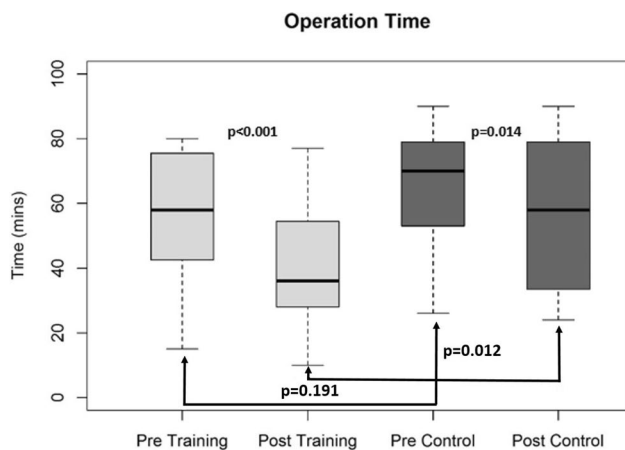 Operation Time
100
80
60
40
20
0
Time (mins)
p<0.001
p=0.014
p=0.012
p=0.191
Pre Training
Post Training
Pre Control
Post Control